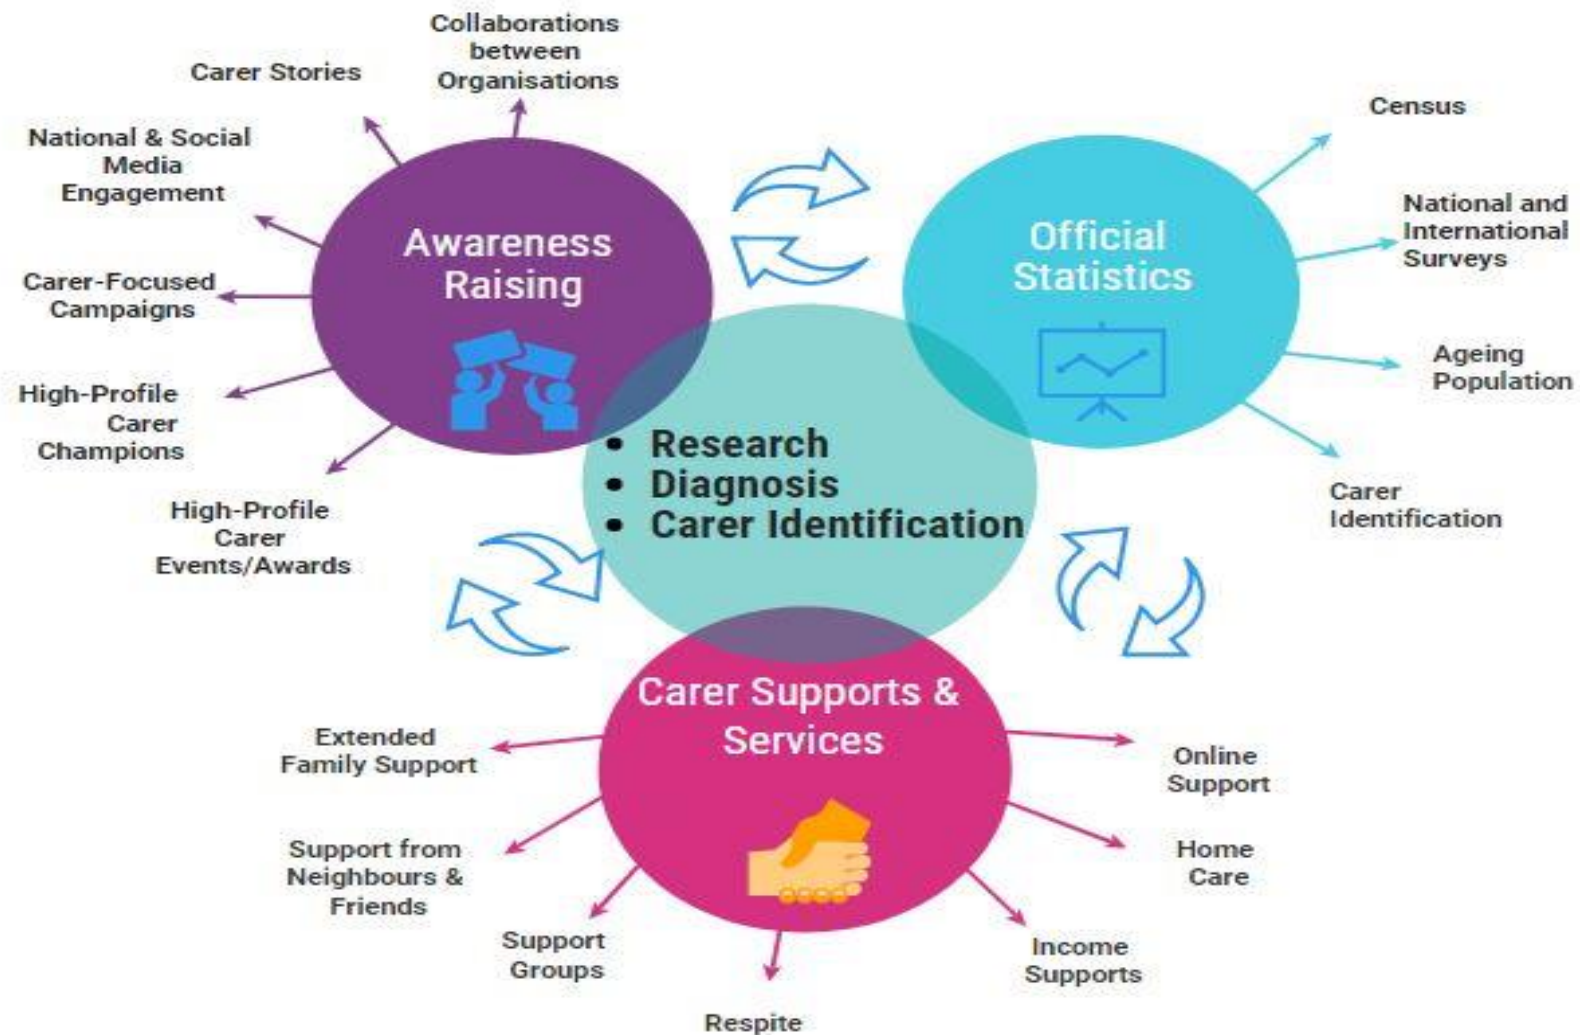 Collaborations
between
Organisations
Carer Stories
National & Social
Media
Engagement
Carer-Focused
Campaigns
High-Profile
Carer
Champions
High-Profile
Carer
Events/Awards
Awareness
Raising
Official
Statistics
Census
National and
International
Surveys
Ageing
Population
Carer
Identification
• Research
• Diagnosis
• Carer Identification
Carer Supports &
Services
Extended
Family Support
Support from
Neighbours &
Friends
Support
Groups
Respite
Income
Supports
Home
Care
Online
Support